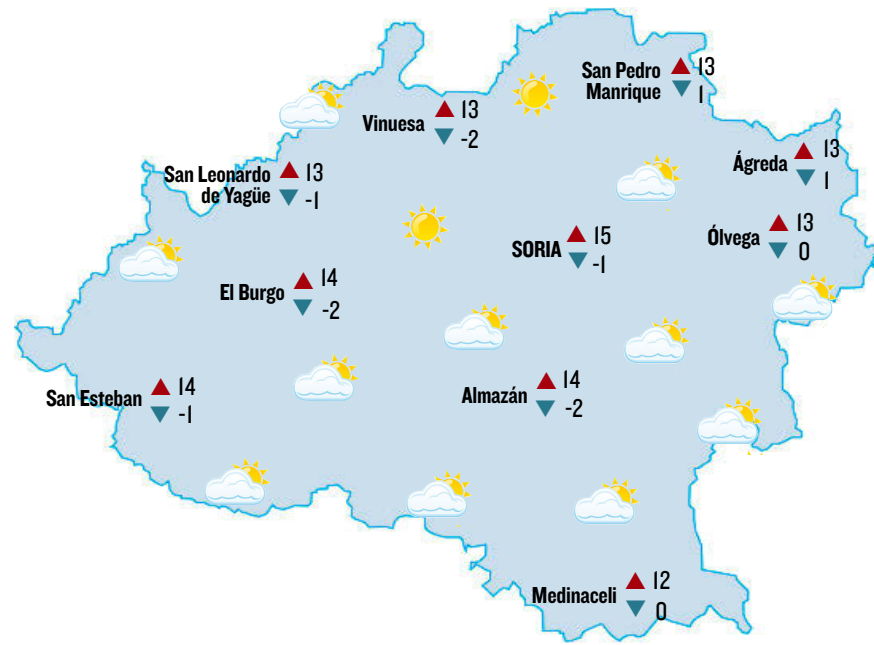 San Pedro
Manrique
13
1
Vinuesa
13
-2
Ágreda
13
1
San Leonardo
de Yagüe
13
-1
Ólvega
13
0
SORIA
15
-1
El Burgo
14
-2
San Esteban
14
-1
Almazán
14
-2
Medinaceli
12
0